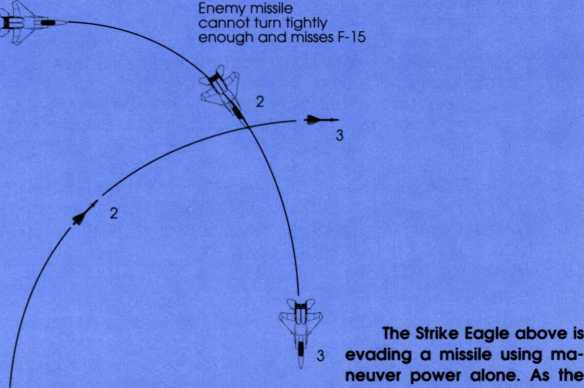 Enemy missile
cannot turn tightly
enough and misses F-15
2
3
2
3
The Strike Eagle above is
evading a missile using ma-
neuver power alone. As the